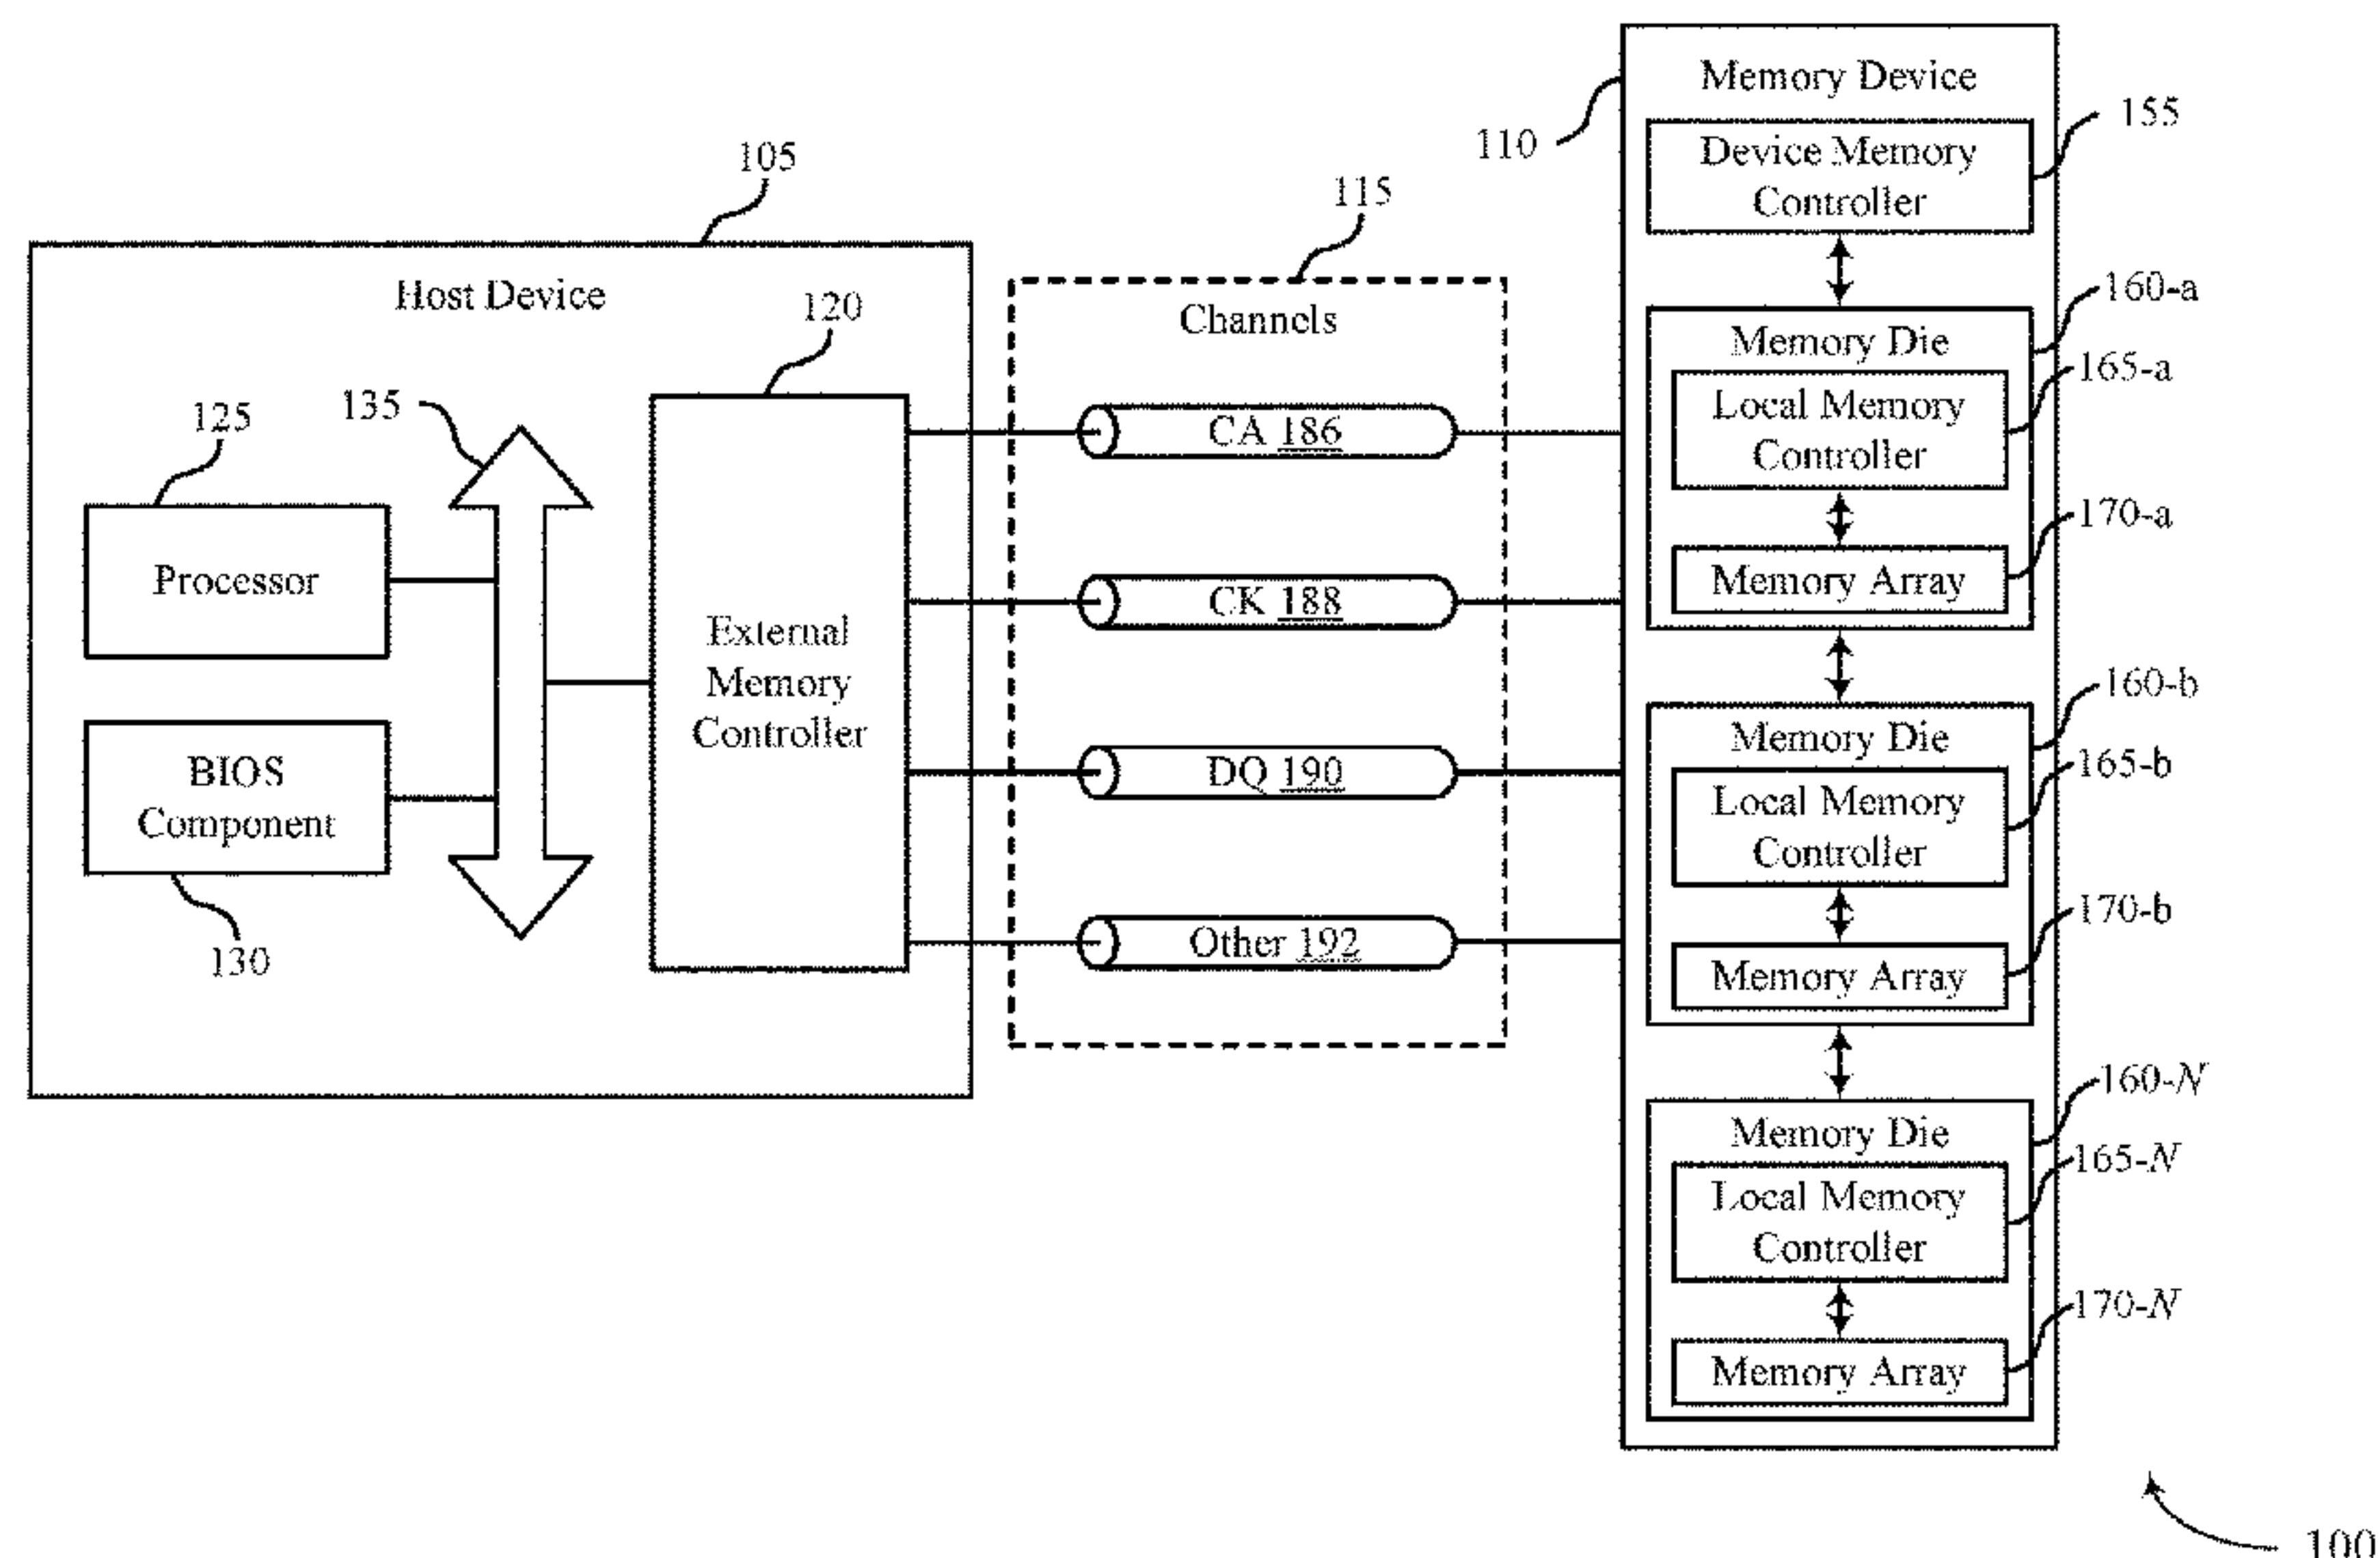 105
Host Device
120
125
135
Processor
External
Memory
Controller
BIOS
Component
130
115
Channels
CA 186
CK 188
DQ 190
Other 192
110
Memory Device
155
Device Memory
Controller
160-a
Memory Die
165-a
Local Memory
Controller
170-a
Memory Array
160-b
Memory Die
165-b
Local Memory
Controller
170-b
Memory Array
160-N
Memory Die
165-N
Local Memory
Controller
170-N
Memory Array
100